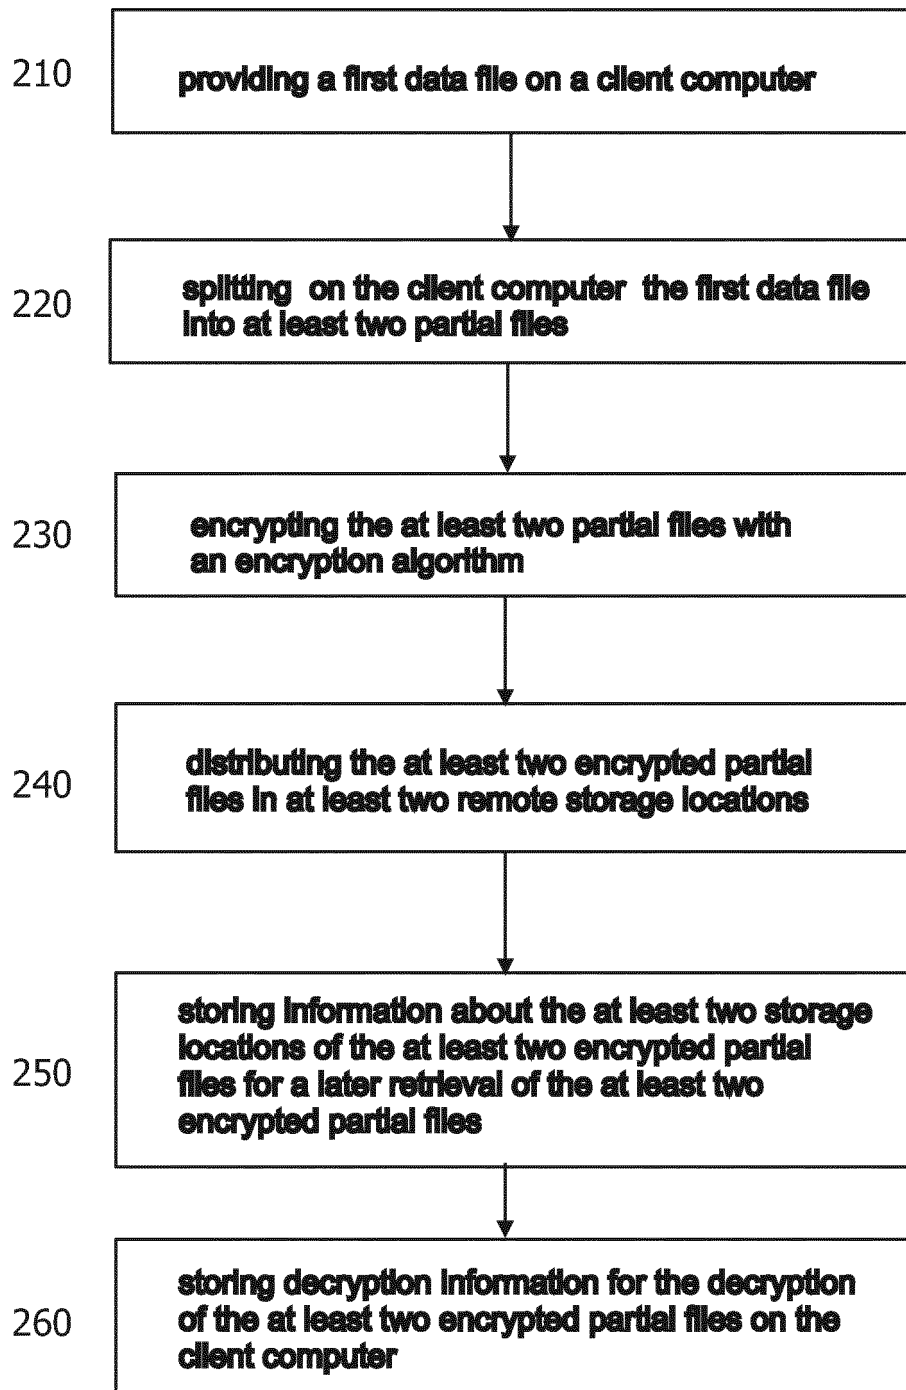 210
providing a first data file on a client computer
220
splitting on the client computer the first data file
into at least two partial files
230
encrypting the at least two partial files with
an encryption algorithm
240
distributing the at least two encrypted partial
files in at least two remote storage locations
250
storing information about the at least two storage
locations of the at least two encrypted partial
files for a later retrieval of the at least two
encrypted partial files
260
storing decryption information for the decryption
of the at least two encrypted partial files on the
client computer